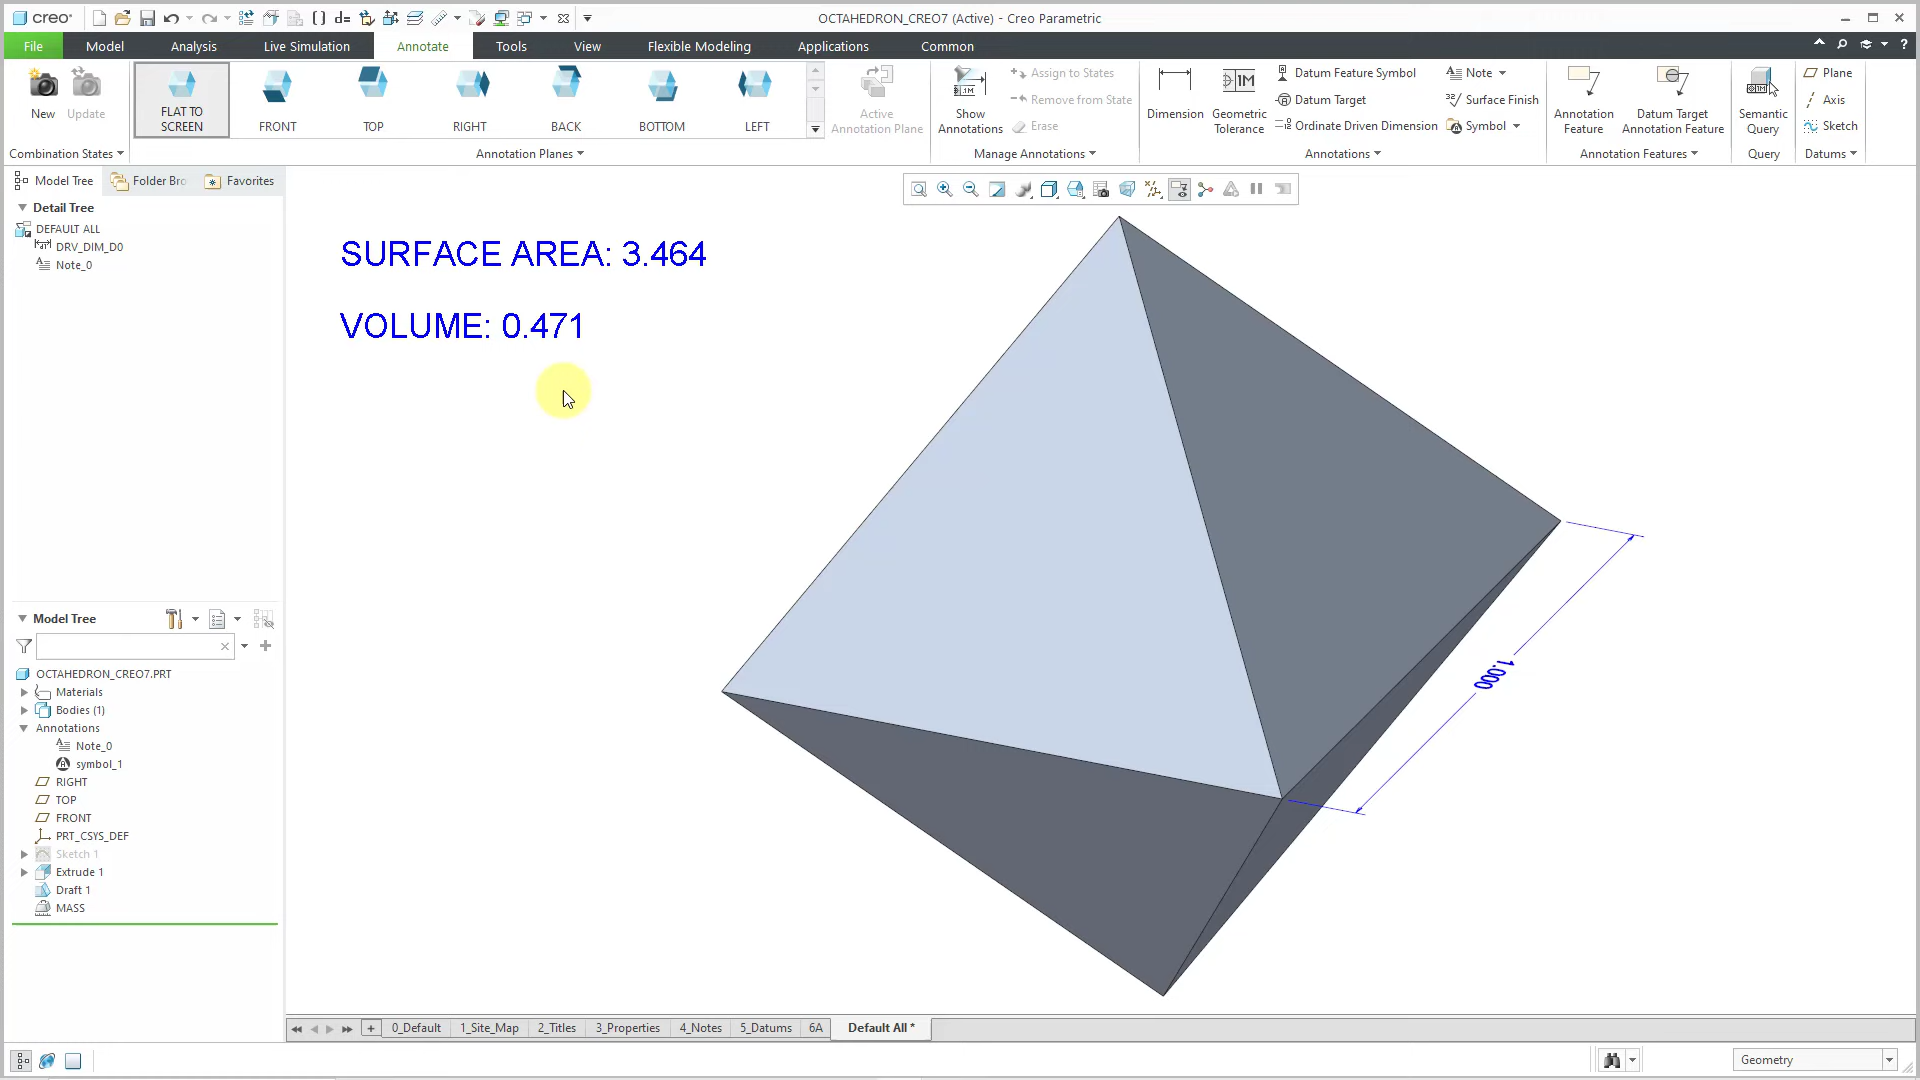 creo®
OCTAHEDRON_CREO7 (Active) - Creo Parametric
File Model Analysis Live Simulation Annotate Tools View Flexible Modeling Applications Common
New Update
FLAT TO SCREEN
FRONT TOP RIGHT BACK BOTTOM LEFT
Active Annotation Plane
Show Annotations
Assign to States
Remove from State
Erase
Dimension
Geometric Tolerance
Datum Feature Symbol
Datum Target
Ordinate Driven Dimension
Note
Surface Finish
Symbol
Annotation Feature
Datum Target Annotation Feature
Semantic Query
Plane
Axis
Sketch
Combination States Annotation Planes Manage Annotations Annotations Annotation Features Query Datums
Model Tree Folder Bro Favorites
Detail Tree
DEFAULT ALL
DRV_DIM_D0
Note_0
SURFACE AREA: 3.464
VOLUME: 0.471
1.000
Model Tree
OCTAHEDRON_CREO7.PRT
Materials
Bodies (1)
Annotations
Note_0
symbol_1
RIGHT
TOP
FRONT
PRT_CSYS_DEF
Sketch 1
Extrude 1
Draft 1
MASS
0_Default 1_Site_Map 2_Titles 3_Properties 4_Notes 5_Datums 6A Default All *
Geometry